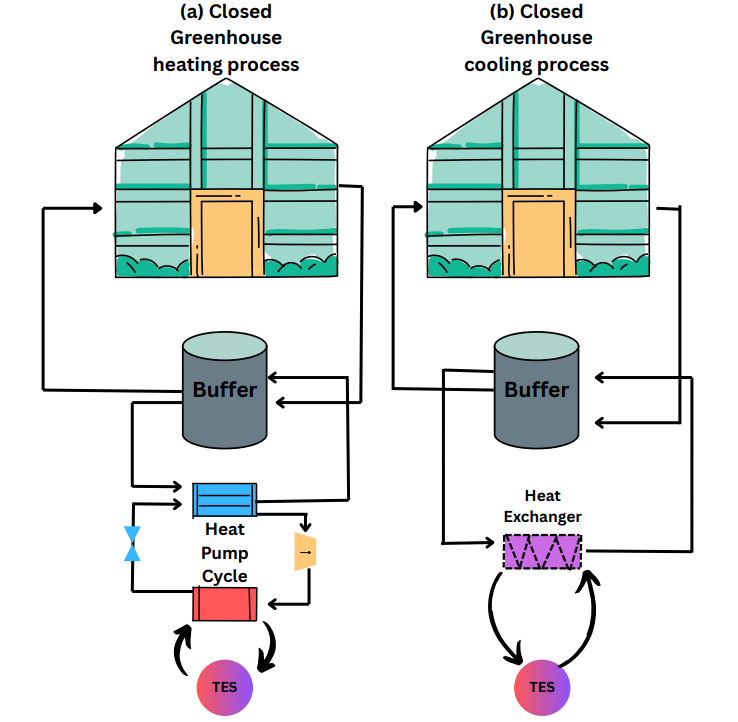 (a) Closed
Greenhouse
heating process
(b) Closed
Greenhouse
cooling process
Buffer
Heat
Pump
Cycle
TES
Buffer
Heat
Exchanger
TES